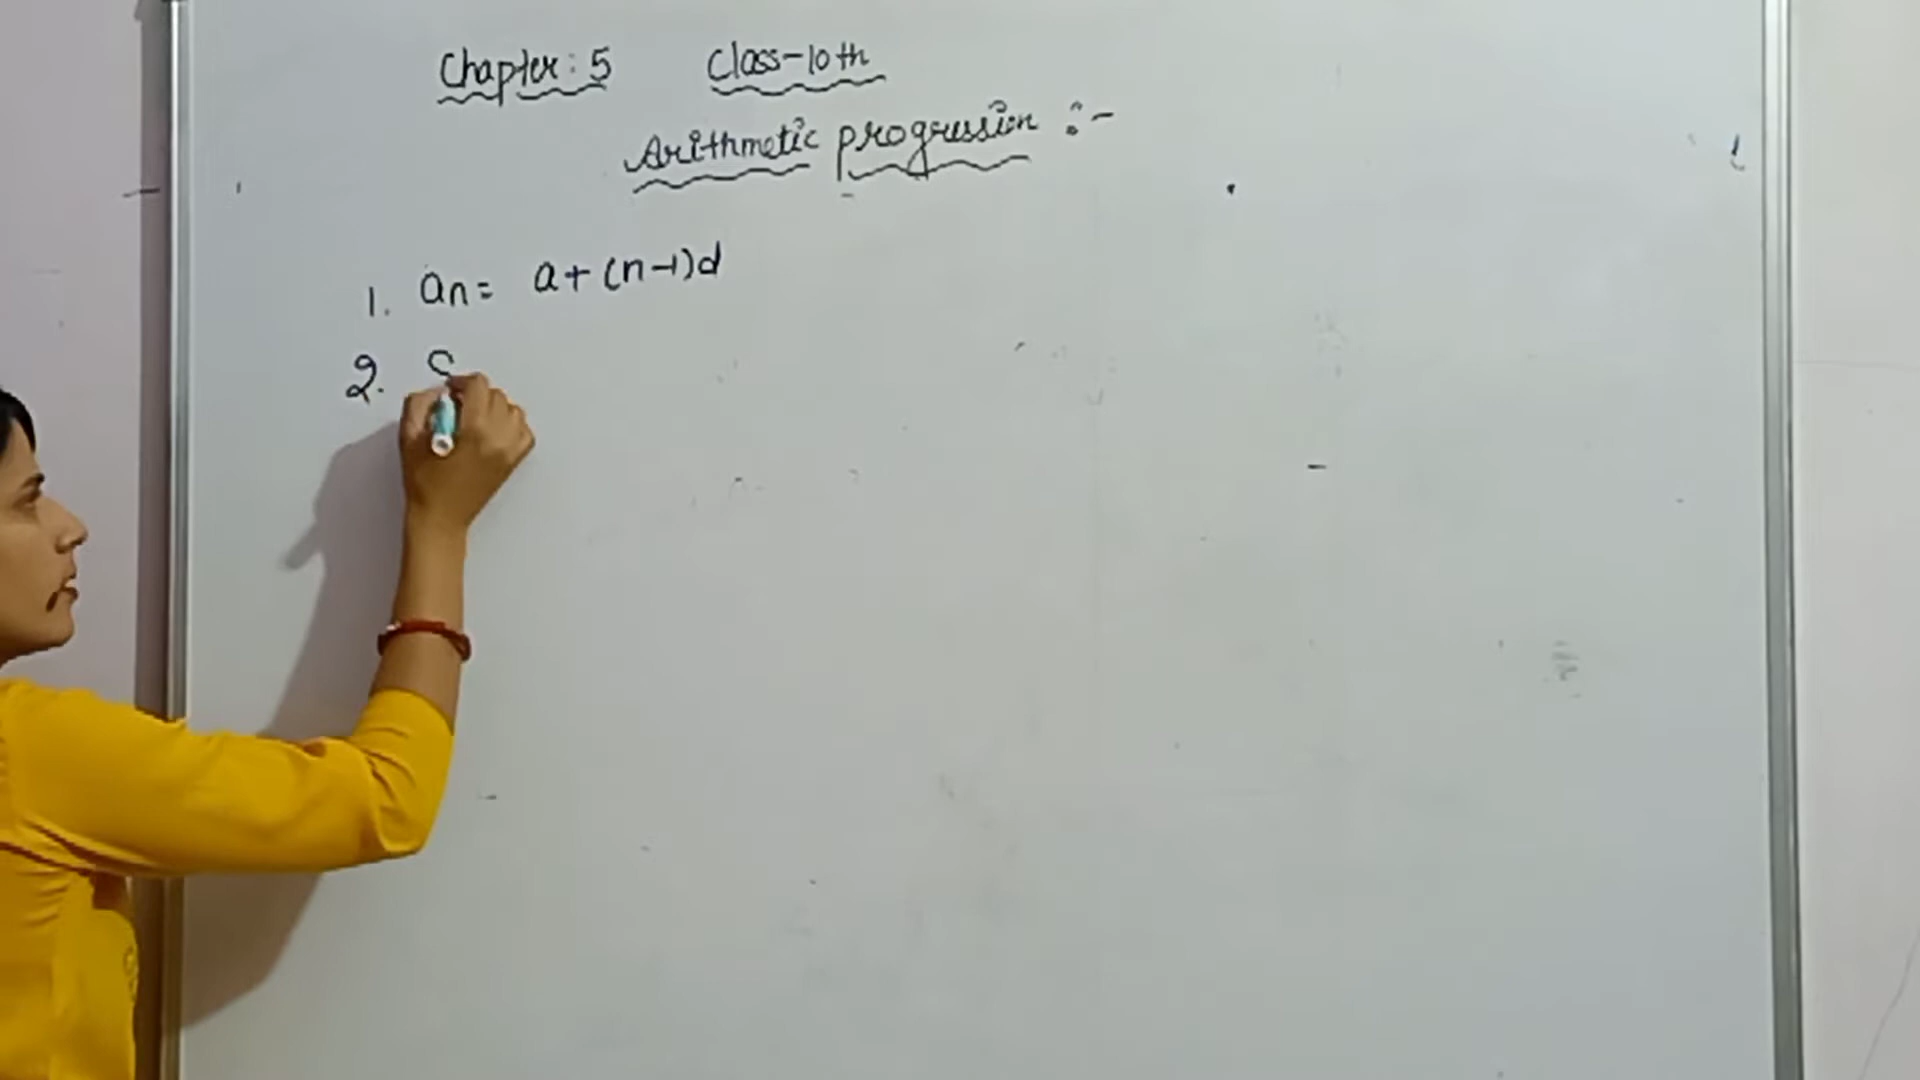 Chapter: 5 Class-10th
Arithmetic progression :-
1. an = a + (n-1)d
2. S